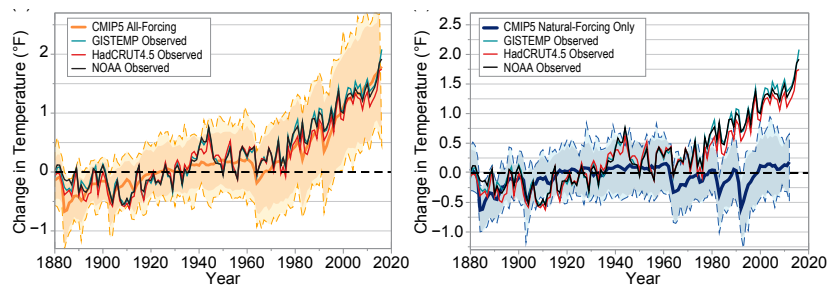 CMIP5 All-Forcing
GISTEMP Observed
HadCRUT4.5 Observed
NOAA Observed
Change in Temperature (°F)
2
1
0
−1
1880 1900 1920 1940 1960 1980 2000 2020
Year
CMIP5 Natural-Forcing Only
GISTEMP Observed
HadCRUT4.5 Observed
NOAA Observed
Change in Temperature (°F)
2.5
2.0
1.5
1.0
0.5
0.0
−0.5
−1.0
1880 1900 1920 1940 1960 1980 2000 2020
Year